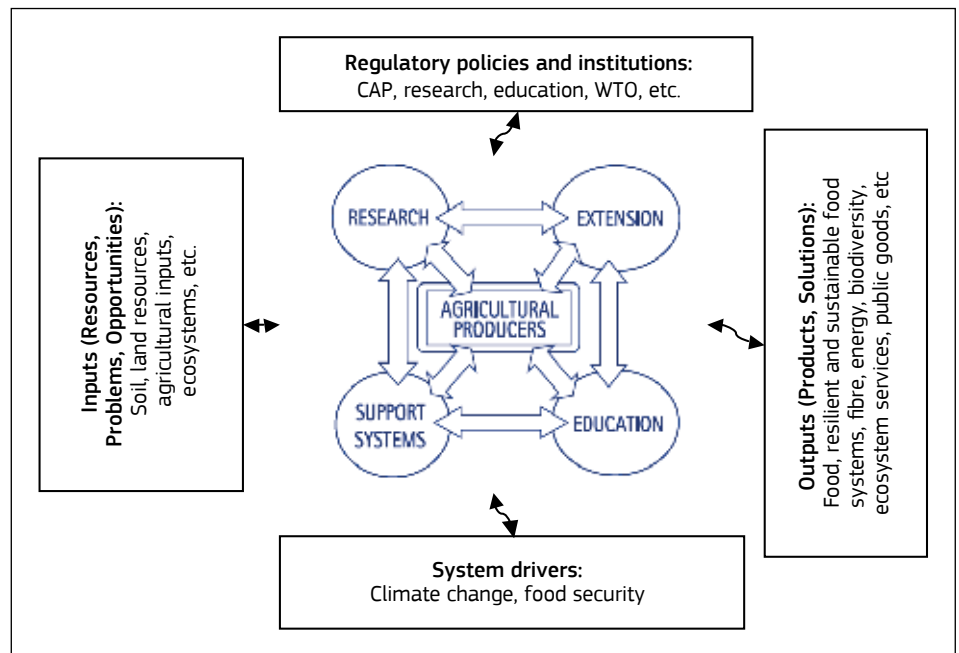 Regulatory policies and institutions:
CAP, research, education, WTO, etc.
Inputs (Resources,
Problems, Opportunities):
Soil, land resources,
agricultural inputs,
ecosystems, etc.
RESEARCH
EXTENSION
AGRICULTURAL
PRODUCERS
SUPPORT
SYSTEMS
EDUCATION
Outputs (Products, Solutions):
Food, resilient and sustainable food
systems, fibre, energy, biodiversity,
ecosystem services, public goods, etc
System drivers:
Climate change, food security